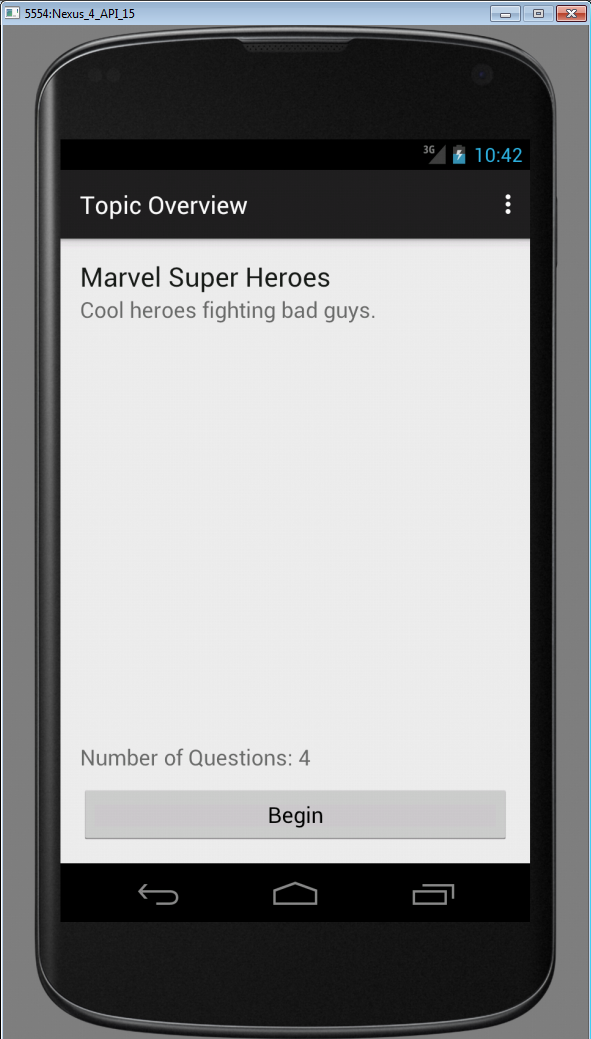 5554:Nexus_4_API_15
3G 10:42
Topic Overview
Marvel Super Heroes
Cool heroes fighting bad guys.
Number of Questions: 4
Begin